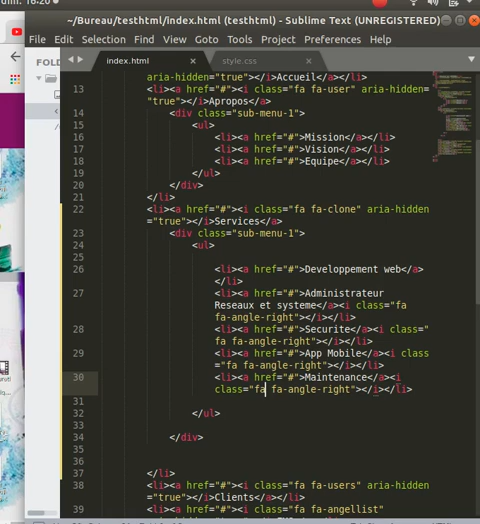 dim. 16:20
~/Bureau/testhtml/index.html (testhtml) - Sublime Text (UNREGISTERED)
File Edit Selection Find View Goto Tools Project Preferences Help
FOLD
index.html × style.css ×
aria-hidden="true"></i>Accueil</a></li>
13 <li><a href="#"><i class="fa fa-user" aria-hidden=
"true"></i>Apropos</a>
14 <div class="sub-menu-1">
15 <ul>
16 <li><a href="#">Mission</a></li>
17 <li><a href="#">Vision</a></li>
18 <li><a href="#">Equipe</a></li>
19 </ul>
20 </div>
21 </li>
22 <li><a href="#"><i class="fa fa-clone" aria-hidden
="true"></i>Services</a>
23 <div class="sub-menu-1">
24 <ul>
25
26 <li><a href="#">Developpement web</a>
</li>
27 <li><a href="#">Administrateur
Reseaux et systeme</a><i class="fa
fa-angle-right"></i></li>
28 <li><a href="#">Securite</a><i class="
fa fa-angle-right"></i></li>
29 <li><a href="#">App Mobile</a><i class
="fa fa-angle-right"></i></li>
30 <li><a href="#">Maintenance</a><i
class="fa fa-angle-right"></i></li>
31
32 </ul>
33
34 </div>
35
36
37 </li>
38 <li><a href="#"><i class="fa fa-users" aria-hidden
="true"></i>Clients</a></li>
39 <li><a href="#"><i class="fa fa-angellist"